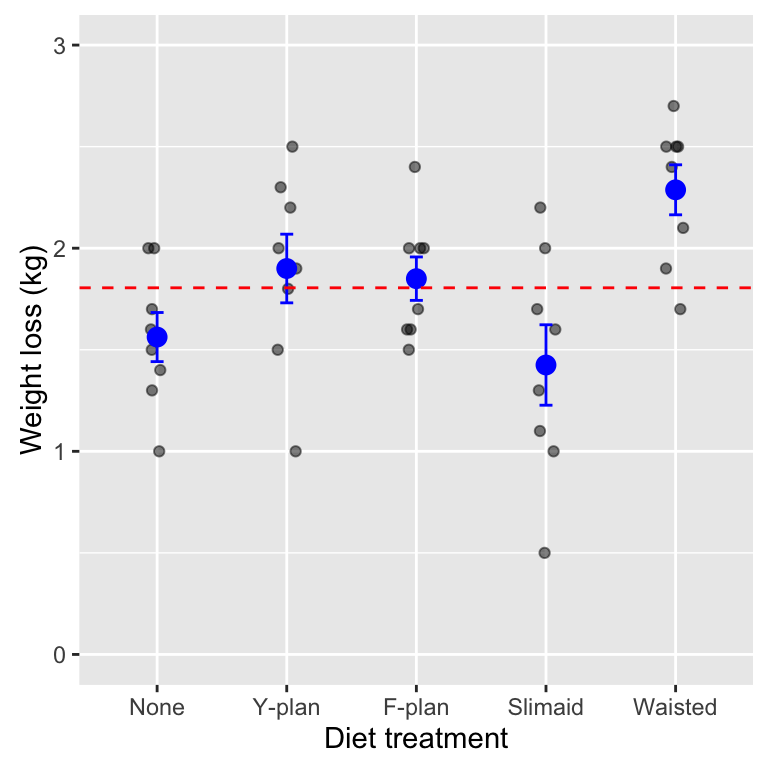 3
2
1
0
Weight loss (kg)
None Y-plan F-plan Slimaid Waisted
Diet treatment